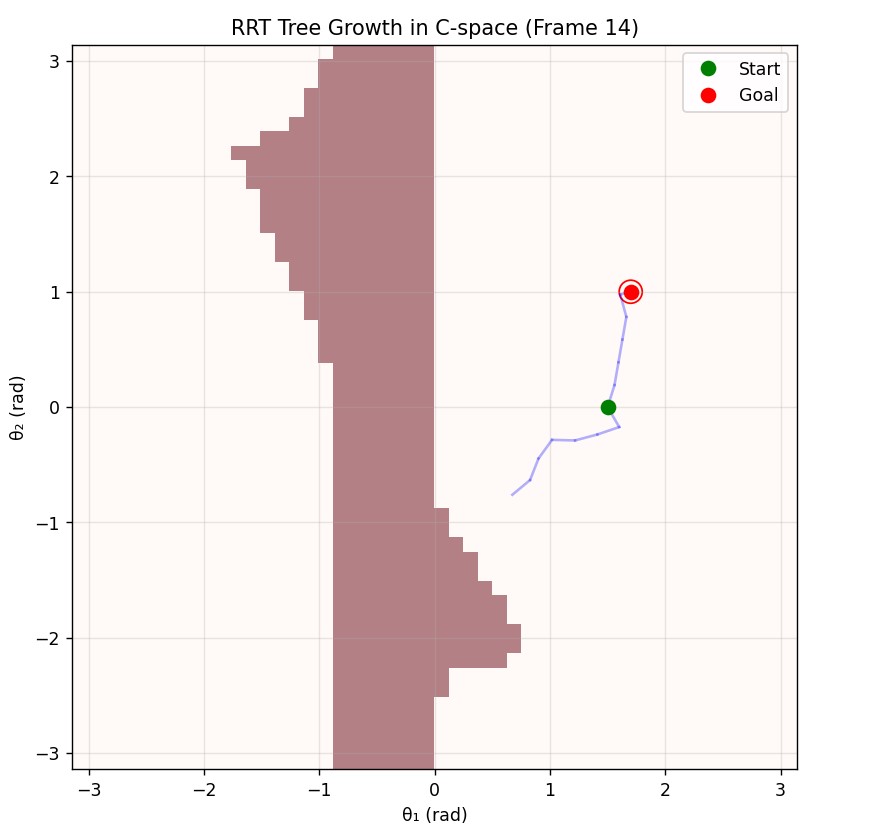 RRT Tree Growth in C-space (Frame 14)
Start
Goal
3
2
1
0
−1
−2
−3
θ₂ (rad)
−3 −2 −1 0 1 2 3
θ₁ (rad)